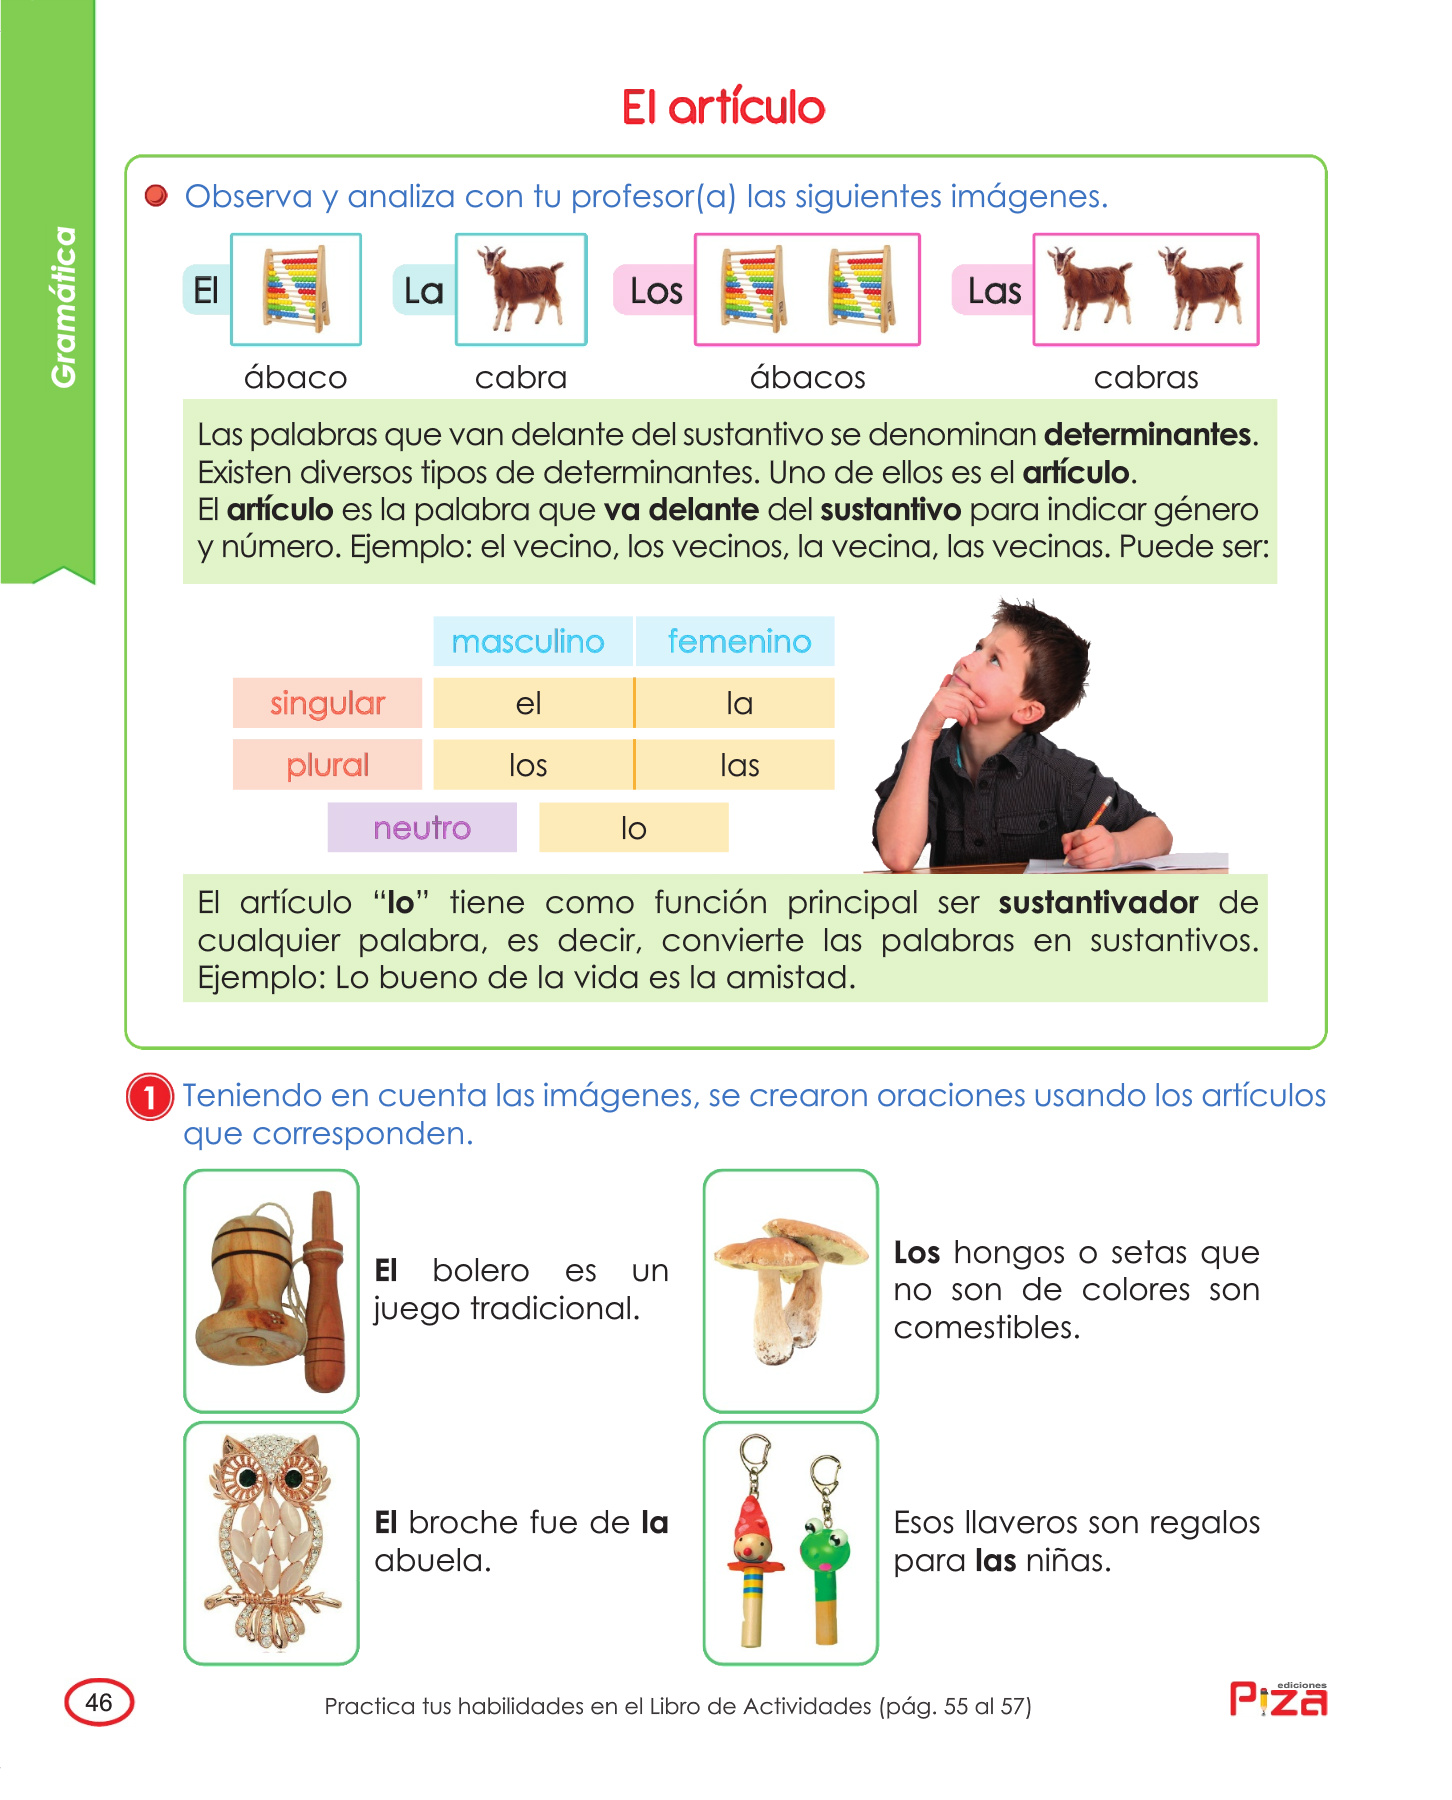 Gramática
El artículo
Observa y analiza con tu profesor(a) las siguientes imágenes.
El
La
Los
Las
ábaco
cabra
ábacos
cabras
Las palabras que van delante del sustantivo se denominan determinantes.
Existen diversos tipos de determinantes. Uno de ellos es el artículo.
El artículo es la palabra que va delante del sustantivo para indicar género
y número. Ejemplo: el vecino, los vecinos, la vecina, las vecinas. Puede ser:
masculino femenino
singular el la
plural los las
neutro lo
El artículo “lo” tiene como función principal ser sustantivador de
cualquier palabra, es decir, convierte las palabras en sustantivos.
Ejemplo: Lo bueno de la vida es la amistad.
1 Teniendo en cuenta las imágenes, se crearon oraciones usando los artículos
que corresponden.
El bolero es un
juego tradicional.
Los hongos o setas que
no son de colores son
comestibles.
El broche fue de la
abuela.
Esos llaveros son regalos
para las niñas.
46
Practica tus habilidades en el Libro de Actividades (pág. 55 al 57)
ediciones
Piza